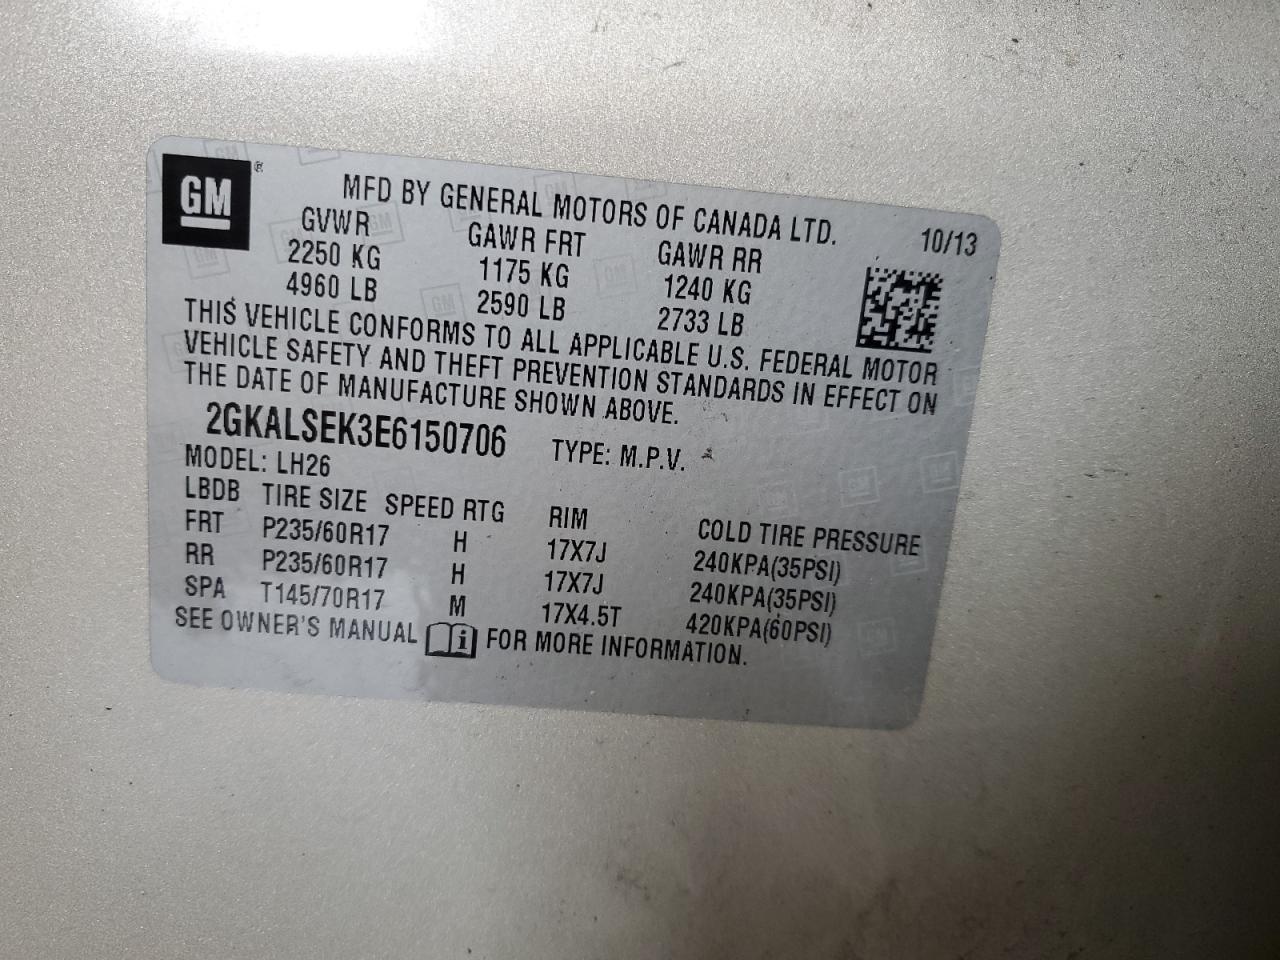 GM ®
MFD BY GENERAL MOTORS OF CANADA LTD.
10/13
GVWR GAWR FRT GAWR RR
2250 KG 1175 KG 1240 KG
4960 LB 2590 LB 2733 LB
THIS VEHICLE CONFORMS TO ALL APPLICABLE U.S. FEDERAL MOTOR
VEHICLE SAFETY AND THEFT PREVENTION STANDARDS IN EFFECT ON
THE DATE OF MANUFACTURE SHOWN ABOVE.
2GKALSEK3E6150706 TYPE: M.P.V.
MODEL: LH26
LBDB TIRE SIZE SPEED RTG RIM COLD TIRE PRESSURE
FRT P235/60R17 H 17X7J 240KPA(35PSI)
RR P235/60R17 H 17X7J 240KPA(35PSI)
SPA T145/70R17 M 17X4.5T 420KPA(60PSI)
SEE OWNER'S MANUAL i FOR MORE INFORMATION.